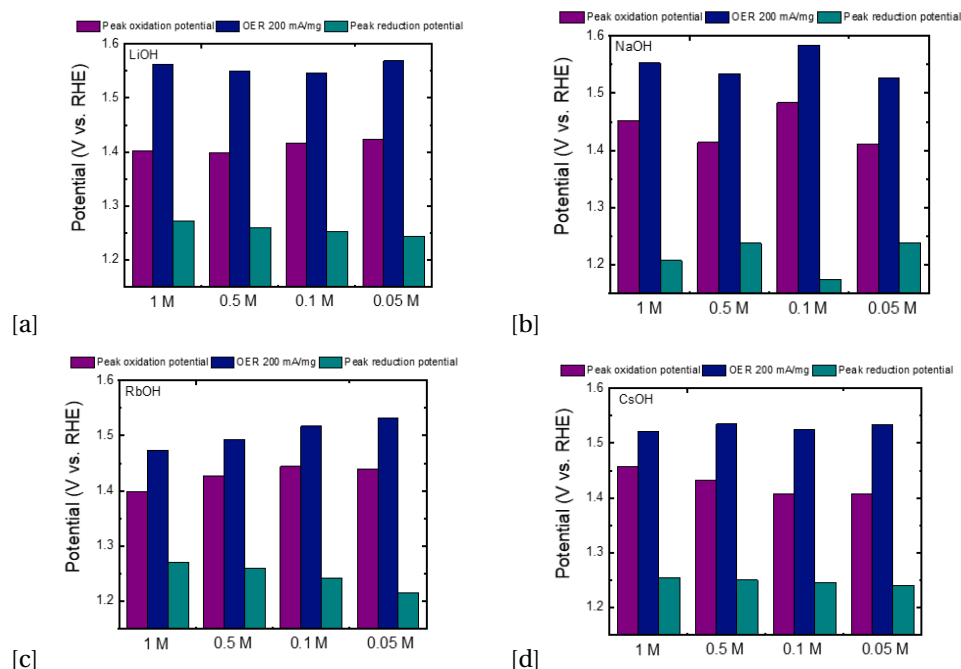 Peak oxidation potential OER 200 mA/mg Peak reduction potential
LiOH
Potential (V vs. RHE)
1.6
1.5
1.4
1.3
1.2
1 M 0.5 M 0.1 M 0.05 M
[a]
Peak oxidation potential OER 200 mA/mg Peak reduction potential
NaOH
Potential (V vs. RHE)
1.6
1.5
1.4
1.3
1.2
1 M 0.5 M 0.1 M 0.05 M
[b]
Peak oxidation potential OER 200 mA/mg Peak reduction potential
RbOH
Potential (V vs. RHE)
1.6
1.5
1.4
1.3
1.2
1 M 0.5 M 0.1 M 0.05 M
[c]
Peak oxidation potential OER 200 mA/mg Peak reduction potential
CsOH
Potential (V vs. RHE)
1.6
1.5
1.4
1.3
1.2
1 M 0.5 M 0.1 M 0.05 M
[d]